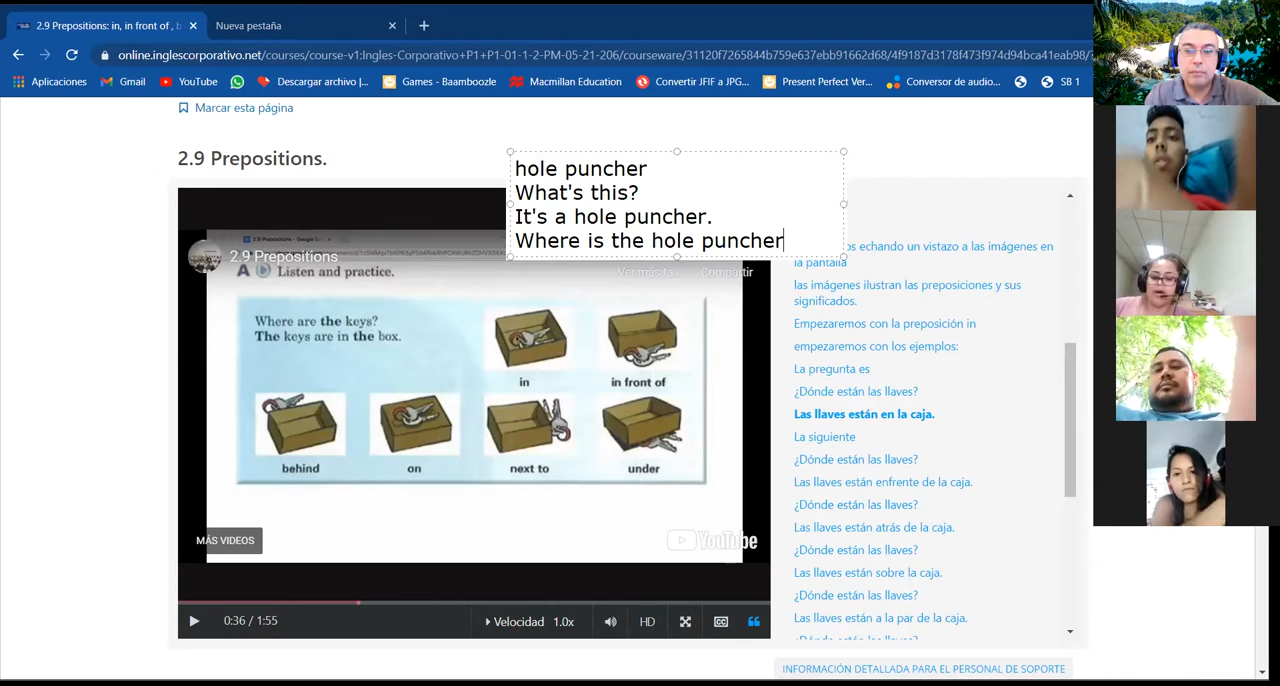 2.9 Prepositions: in, in front of , b
Nueva pestaña
online.inglescorporativo.net/courses/course-v1:Ingles-Corporativo+P1+P1-01-1-2-PM-05-21-206/courseware/31120f7265844b759e637ebb91662d68/4f9187d3178f473f974d94bca41eab98/
Aplicaciones
Gmail
YouTube
Descargar archivo |...
Games - Baamboozle
Macmillan Education
Convertir JFIF a JPG...
Present Perfect Ver...
Conversor de audio...
SB 1
Marcar esta página
2.9 Prepositions.
hole puncher
What's this?
It's a hole puncher.
Where is the hole puncher
2.9 Prepositions
A Listen and practice.
Ver más ta
Compartir
Where are the keys?
The keys are in the box.
in
in front of
behind
on
next to
under
MÁS VIDEOS
YouTube
0:36 / 1:55
Velocidad 1.0x
HD
echando un vistazo a las imágenes en
la pantalla
las imágenes ilustran las preposiciones y sus
significados.
Empezaremos con la preposición in
empezaremos con los ejemplos:
La pregunta es
¿Dónde están las llaves?
Las llaves están en la caja.
La siguiente
¿Dónde están las llaves?
Las llaves están enfrente de la caja.
¿Dónde están las llaves?
Las llaves están atrás de la caja.
¿Dónde están las llaves?
Las llaves están sobre la caja.
¿Dónde están las llaves?
Las llaves están a la par de la caja.
¿Dónde están las llaves?
INFORMACIÓN DETALLADA PARA EL PERSONAL DE SOPORTE